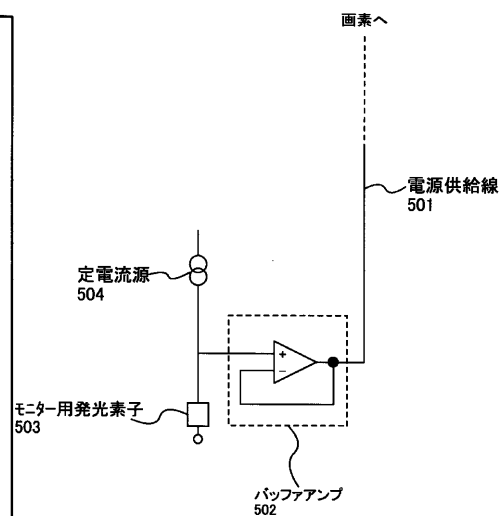 画素へ
電源供給線
501
定電流源
504
+
−
モニター用発光素子
503
バッファアンプ
502